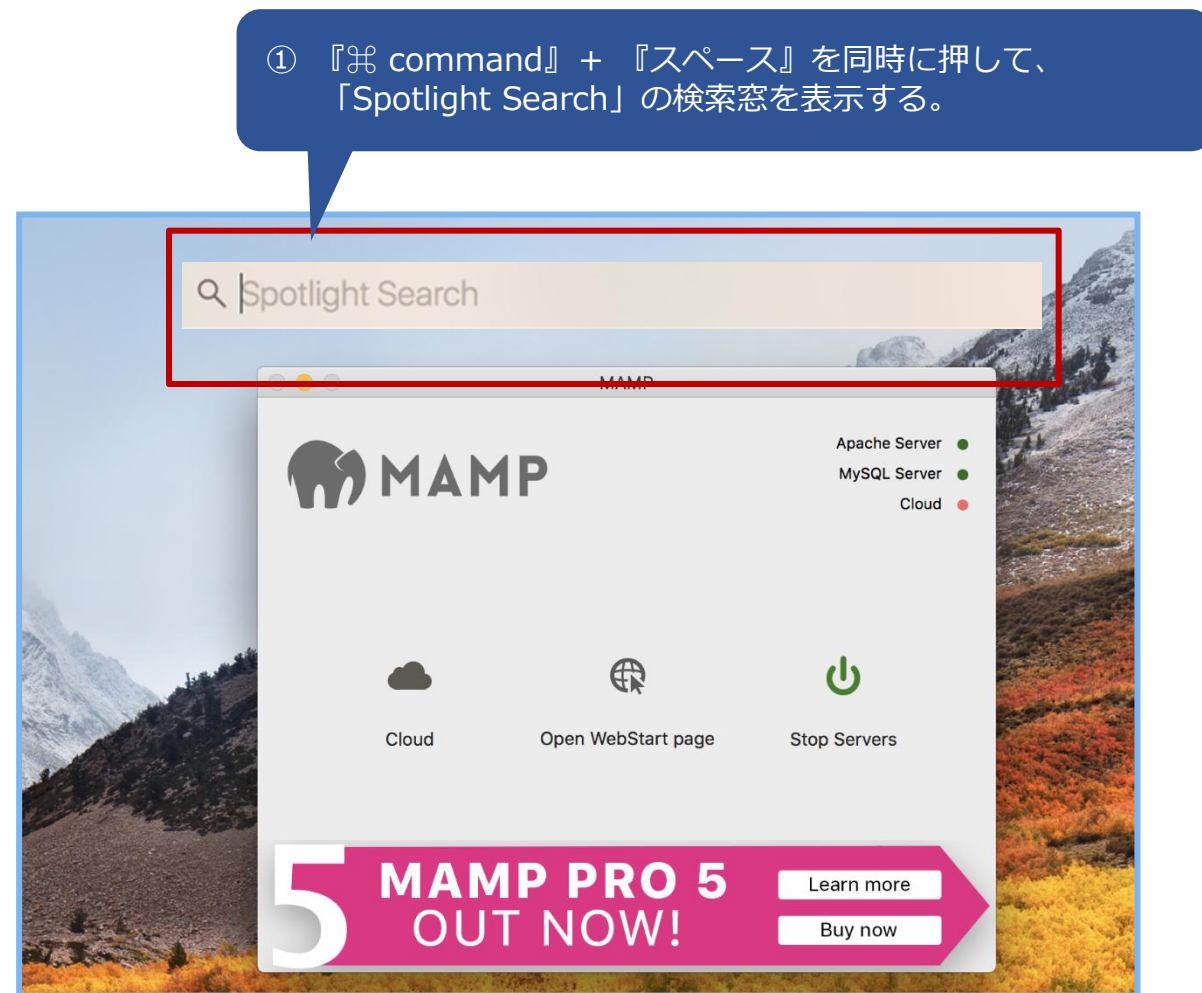 ① 『⌘ command』+ 『スペース』を同時に押して、
「Spotlight Search」の検索窓を表示する。
Spotlight Search
MAMP
MAMP
Apache Server
MySQL Server
Cloud
Cloud
Open WebStart page
Stop Servers
5
MAMP PRO 5
OUT NOW!
Learn more
Buy now